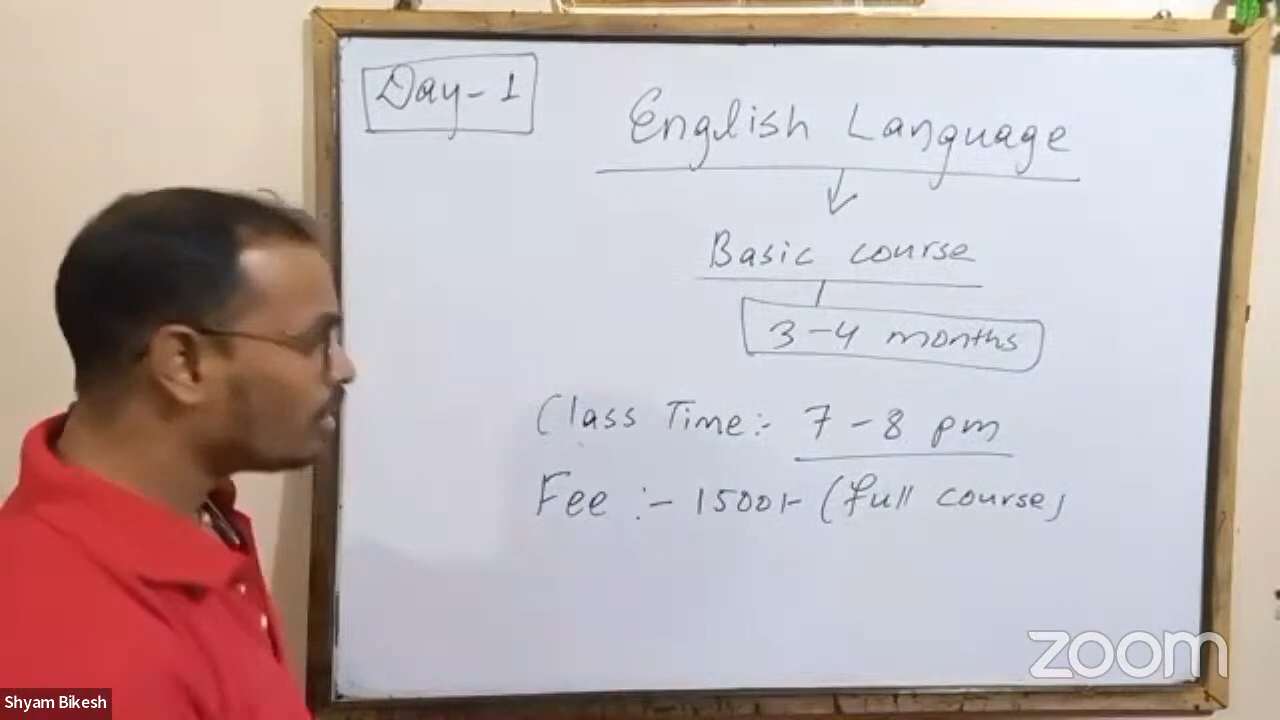 Day-1
English Language
Basic course
3-4 months
Class Time:- 7-8 pm
Fee :- 1500/- (full course)
zoom
Shyam Bikesh